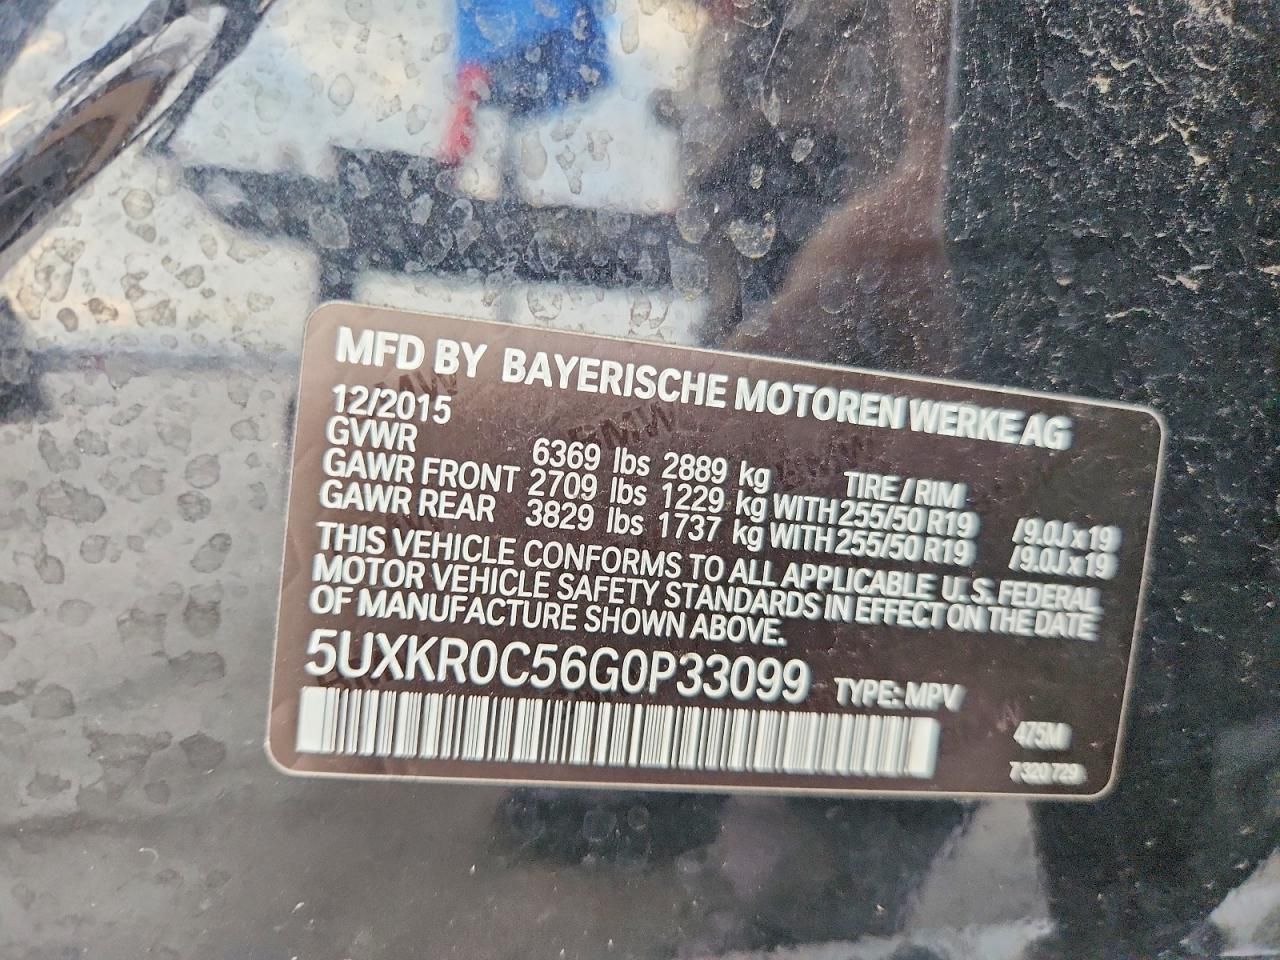 MFD BY BAYERISCHE MOTOREN WERKE AG
12/2015
GVWR 6369 lbs 2889 kg TIRE / RIM
GAWR FRONT 2709 lbs 1229 kg WITH 255/50 R19 /9.0J x 19
GAWR REAR 3829 lbs 1737 kg WITH 255/50 R19 /9.0J x 19
THIS VEHICLE CONFORMS TO ALL APPLICABLE U.S. FEDERAL
MOTOR VEHICLE SAFETY STANDARDS IN EFFECT ON THE DATE
OF MANUFACTURE SHOWN ABOVE.
5UXKR0C56G0P33099 TYPE: MPV
475M
7 320 729